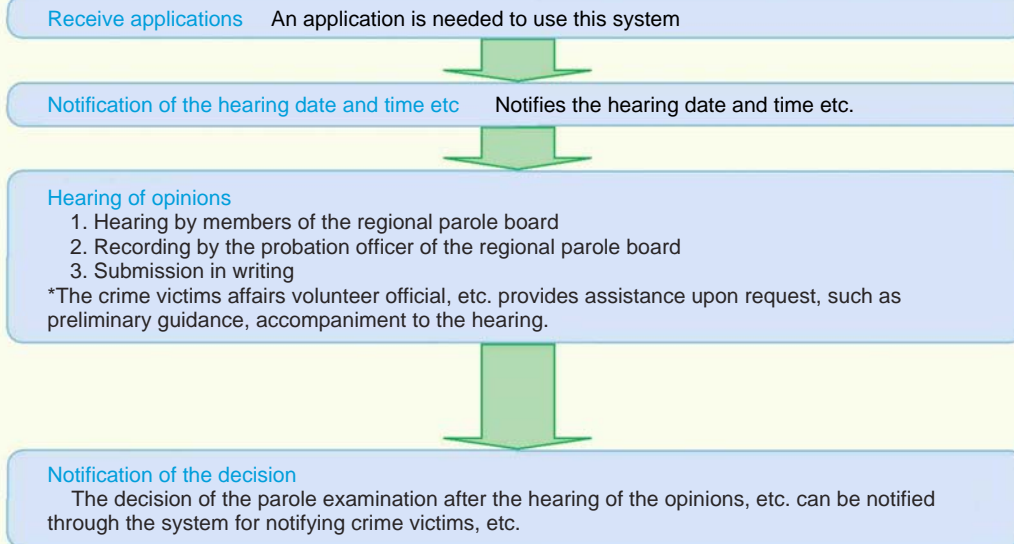 Receive applications An application is needed to use this system
Notification of the hearing date and time etc Notifies the hearing date and time etc.
Hearing of opinions
1. Hearing by members of the regional parole board
2. Recording by the probation officer of the regional parole board
3. Submission in writing
*The crime victims affairs volunteer official, etc. provides assistance upon request, such as
preliminary guidance, accompaniment to the hearing.
Notification of the decision
The decision of the parole examination after the hearing of the opinions, etc. can be notified
through the system for notifying crime victims, etc.